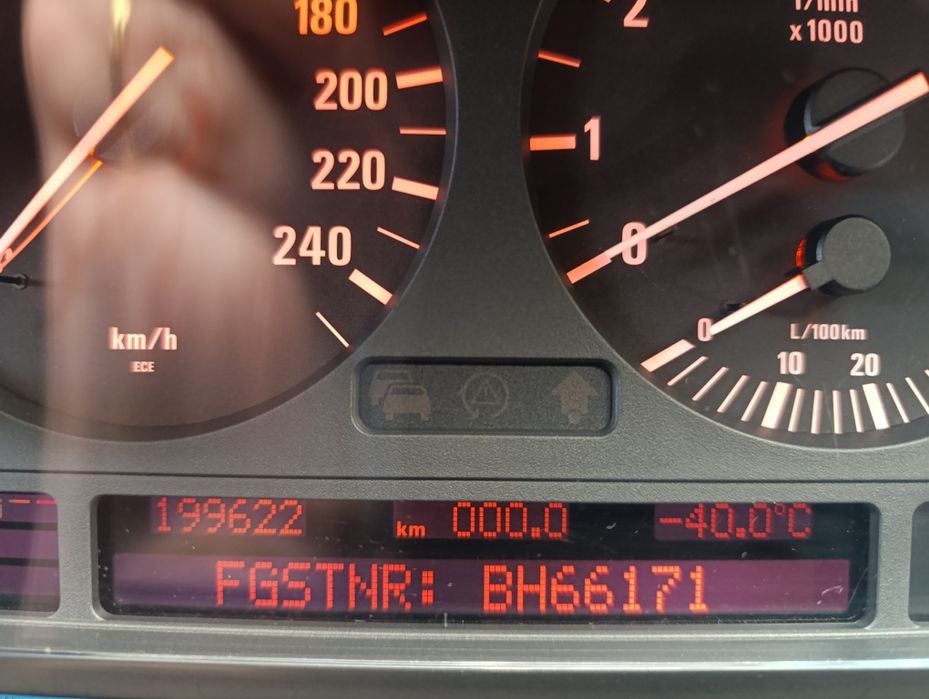 180
200
220
240
km/h
ECE
2
1/min
x1000
1
0
0
L/100km
10
20
199622 km 000.0 -40.0°C
FGSTNR: BH66171